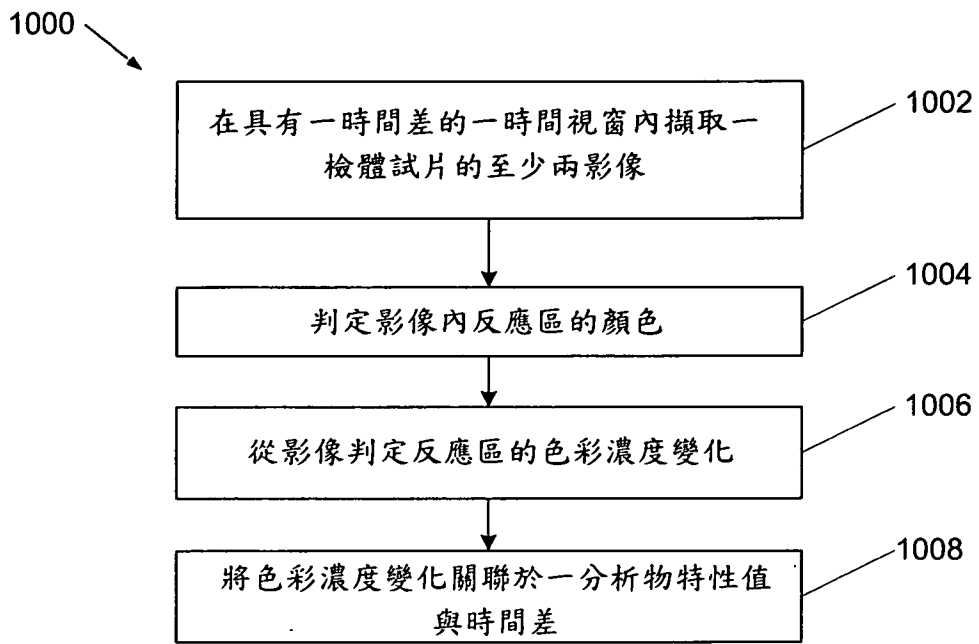 1000
在具有一時間差的一時間視窗內擷取一
檢體試片的至少兩影像
1002
判定影像內反應區的顏色
1004
從影像判定反應區的色彩濃度變化
1006
將色彩濃度變化關聯於一分析物特性值
與時間差
1008